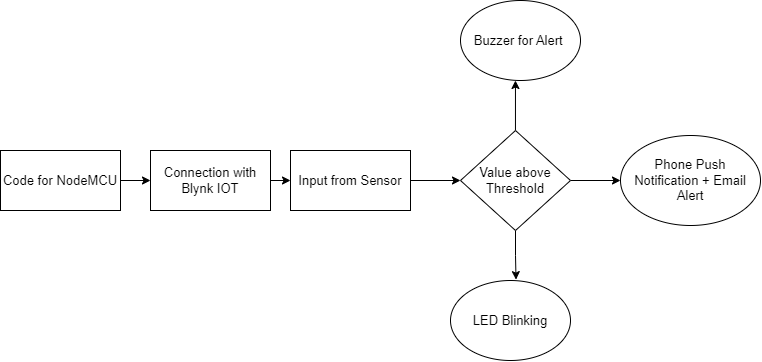 Buzzer for Alert
Code for NodeMCU
Connection with
Blynk IOT
Input from Sensor
Value above
Threshold
Phone Push
Notification + Email
Alert
LED Blinking